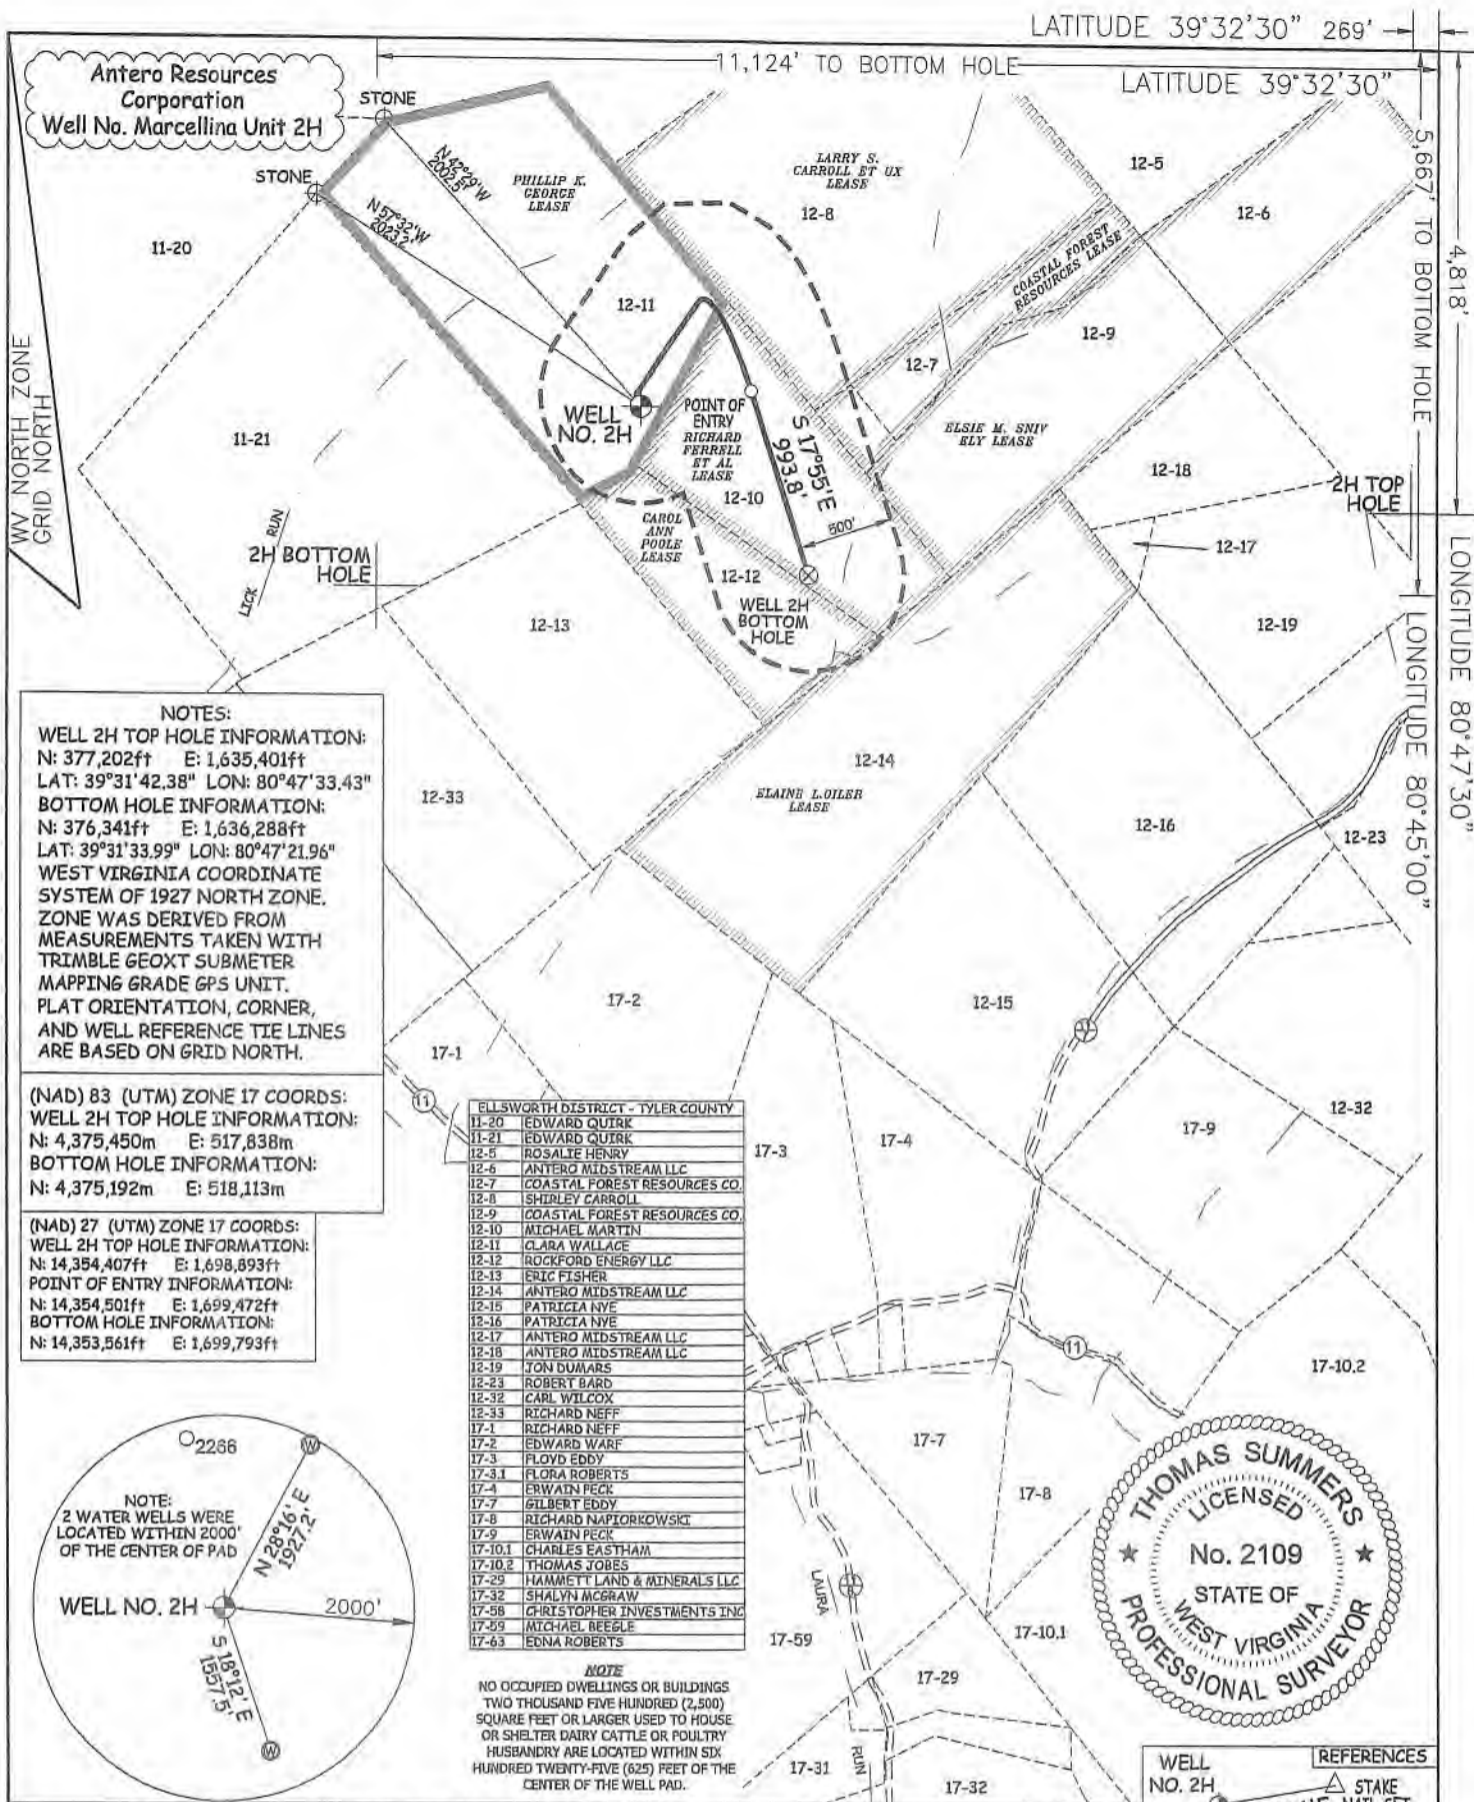 LATITUDE 39°32'30" 269'
11,124' TO BOTTOM HOLE
LATITUDE 39°32'30"
Antero Resources
Corporation
Well No. Marcellina Unit 2H
STONE
STONE
N 42°29'W
2002.5'
N 57°32'W
2023.2'
PHILLIP K.
GEORGE
LEASE
LARRY S.
CARROLL ET UX
LEASE
12-8
12-5
12-6
5,667' TO BOTTOM HOLE
4,818'
11-20
COASTAL FOREST
RESOURCES LEASE
12-11
12-9
12-7
WV NORTH ZONE
GRID NORTH
WELL
NO. 2H
POINT OF
ENTRY
RICHARD
FERRELL
ET AL
LEASE
S 17°55'E
993.8'
11-21
ELSIE M. SNIV
ELY LEASE
12-18
2H TOP
HOLE
12-10
500'
CAROL
ANN
POOLE
LEASE
LICK RUN
2H BOTTOM
HOLE
12-17
12-12
WELL 2H
BOTTOM
HOLE
12-13
12-19
LONGITUDE 80°47'30"
LONGITUDE 80°45'00"
NOTES:
WELL 2H TOP HOLE INFORMATION:
N: 377,202ft E: 1,635,401ft
LAT: 39°31'42.38" LON: 80°47'33.43"
BOTTOM HOLE INFORMATION:
N: 376,341ft E: 1,636,288ft
LAT: 39°31'33.99" LON: 80°47'21.96"
WEST VIRGINIA COORDINATE
SYSTEM OF 1927 NORTH ZONE.
ZONE WAS DERIVED FROM
MEASUREMENTS TAKEN WITH
TRIMBLE GEOXT SUBMETER
MAPPING GRADE GPS UNIT.
PLAT ORIENTATION, CORNER,
AND WELL REFERENCE TIE LINES
ARE BASED ON GRID NORTH.
12-14
ELAINE L.OILER
LEASE
12-33
12-16
12-23
17-2
12-15
17-1
11
(NAD) 83 (UTM) ZONE 17 COORDS:
WELL 2H TOP HOLE INFORMATION:
N: 4,375,450m E: 517,838m
BOTTOM HOLE INFORMATION:
N: 4,375,192m E: 518,113m
(NAD) 27 (UTM) ZONE 17 COORDS:
WELL 2H TOP HOLE INFORMATION:
N: 14,354,407ft E: 1,698,893ft
POINT OF ENTRY INFORMATION:
N: 14,354,501ft E: 1,699,472ft
BOTTOM HOLE INFORMATION:
N: 14,353,561ft E: 1,699,793ft
ELLSWORTH DISTRICT - TYLER COUNTY
11-20 EDWARD QUIRK
11-21 EDWARD QUIRK
12-5 ROSALIE HENRY
12-6 ANTERO MIDSTREAM LLC
12-7 COASTAL FOREST RESOURCES CO.
12-8 SHIRLEY CARROLL
12-9 COASTAL FOREST RESOURCES CO.
12-10 MICHAEL MARTIN
12-11 CLARA WALLACE
12-12 ROCKFORD ENERGY LLC
12-13 ERIC FISHER
12-14 ANTERO MIDSTREAM LLC
12-15 PATRICIA NYE
12-16 PATRICIA NYE
12-17 ANTERO MIDSTREAM LLC
12-18 ANTERO MIDSTREAM LLC
12-19 JON DUMARS
12-23 ROBERT BARD
12-32 CARL WILCOX
12-33 RICHARD NEFF
17-1 RICHARD NEFF
17-2 EDWARD WARF
17-3 FLOYD EDDY
17-3.1 FLORA ROBERTS
17-4 ERWAIN PECK
17-7 GILBERT EDDY
17-8 RICHARD NAPIORKOWSKI
17-9 ERWAIN PECK
17-10.1 CHARLES EASTHAM
17-10.2 THOMAS JOBES
17-29 HAMMETT LAND & MINERALS LLC
17-32 SHALYN MCGRAW
17-58 CHRISTOPHER INVESTMENTS INC
17-59 MICHAEL BEEGLE
17-63 EDNA ROBERTS
17-3
17-4
17-9
12-32
11
17-10.2
17-7
17-8
2266
W
NOTE:
2 WATER WELLS WERE
LOCATED WITHIN 2000'
OF THE CENTER OF PAD
N 28°16' E
1927.2'
WELL NO. 2H
2000'
S 18°12' E
1557.5'
W
NOTE
NO OCCUPIED DWELLINGS OR BUILDINGS
TWO THOUSAND FIVE HUNDRED (2,500)
SQUARE FEET OR LARGER USED TO HOUSE
OR SHELTER DAIRY CATTLE OR POULTRY
HUSBANDRY ARE LOCATED WITHIN SIX
HUNDRED TWENTY-FIVE (625) FEET OF THE
CENTER OF THE WELL PAD.
LAURA RUN
17-59
17-10.1
17-29
17-31
17-32
THOMAS SUMMERS
LICENSED
No. 2109
STATE OF
WEST VIRGINIA
PROFESSIONAL SURVEYOR
WELL
NO. 2H
REFERENCES
STAKE